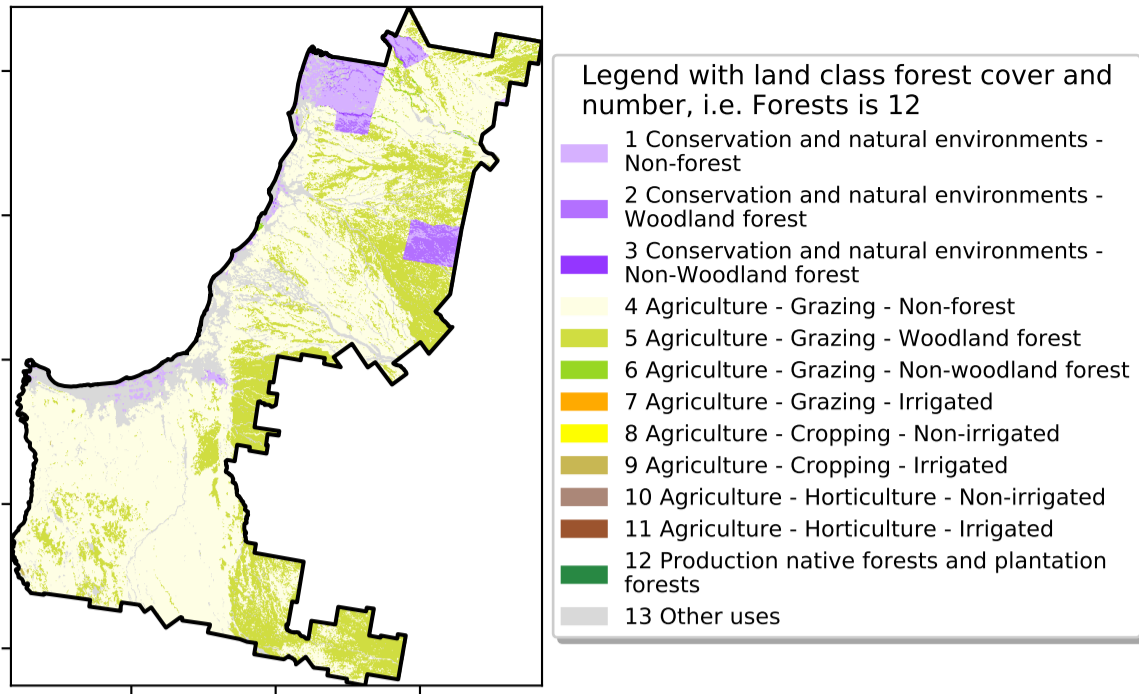 Legend with land class forest cover and
number, i.e. Forests is 12
1 Conservation and natural environments -
Non-forest
2 Conservation and natural environments -
Woodland forest
3 Conservation and natural environments -
Non-Woodland forest
4 Agriculture - Grazing - Non-forest
5 Agriculture - Grazing - Woodland forest
6 Agriculture - Grazing - Non-woodland forest
7 Agriculture - Grazing - Irrigated
8 Agriculture - Cropping - Non-irrigated
9 Agriculture - Cropping - Irrigated
10 Agriculture - Horticulture - Non-irrigated
11 Agriculture - Horticulture - Irrigated
12 Production native forests and plantation
forests
13 Other uses